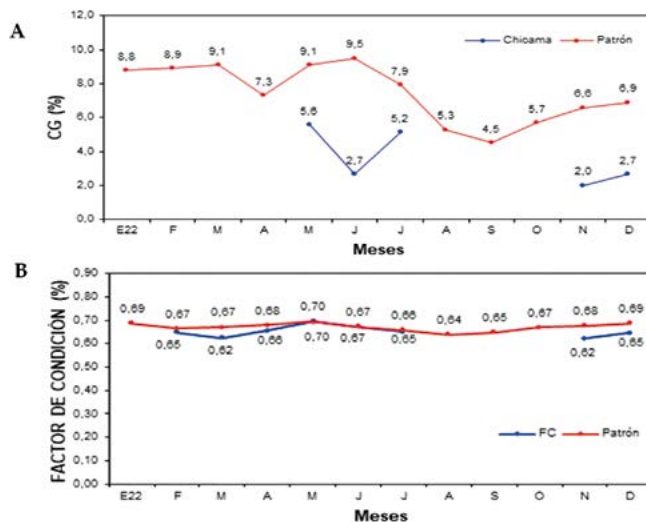 A
12,0
10,0
8,0
6,0
4,0
2,0
0,0
CG (%)
Chicama Patrón
8,8 8,9 9,1 7,3 9,1 9,5 7,9 5,3 4,5 5,7 6,6 6,9
5,6 2,7 5,2 2,0 2,7
E22 F M A M J J A S O N D
Meses
B
0,90
0,80
0,70
0,60
0,50
0,40
0,30
0,20
0,10
0,00
FACTOR DE CONDICIÓN (%)
0,69 0,67 0,67 0,68 0,70 0,67 0,66 0,64 0,65 0,67 0,68 0,69
0,65 0,62 0,66 0,70 0,67 0,65 0,62 0,65
FC Patrón
E22 F M A M J J A S O N D
Meses